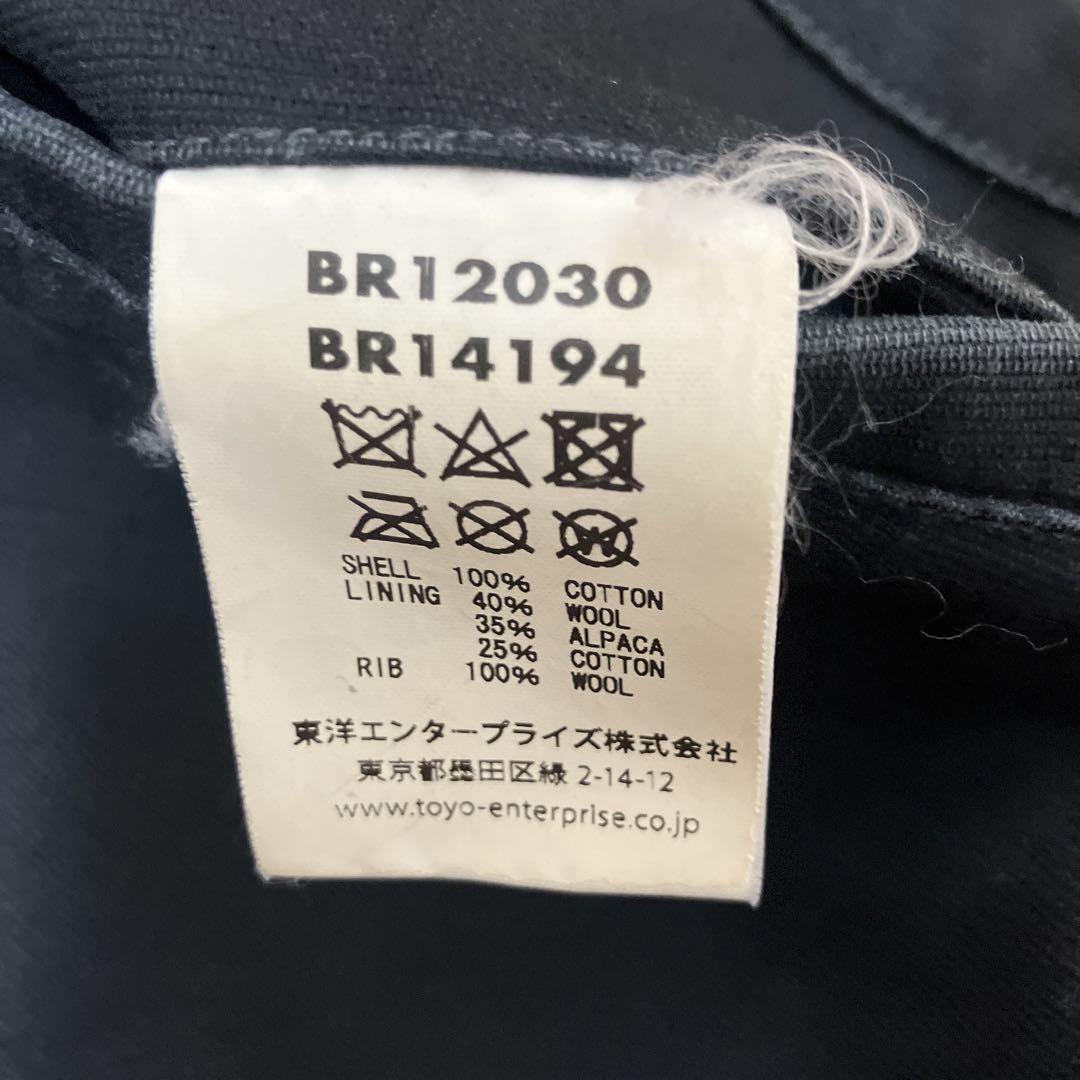 BR12030
BR14194
SHELL 100% COTTON
LINING 40% WOOL
35% ALPACA
25% COTTON
RIB 100% WOOL
東洋エンタープライズ株式会社
東京都墨田区緑 2-14-12
www.toyo-enterprise.co.jp